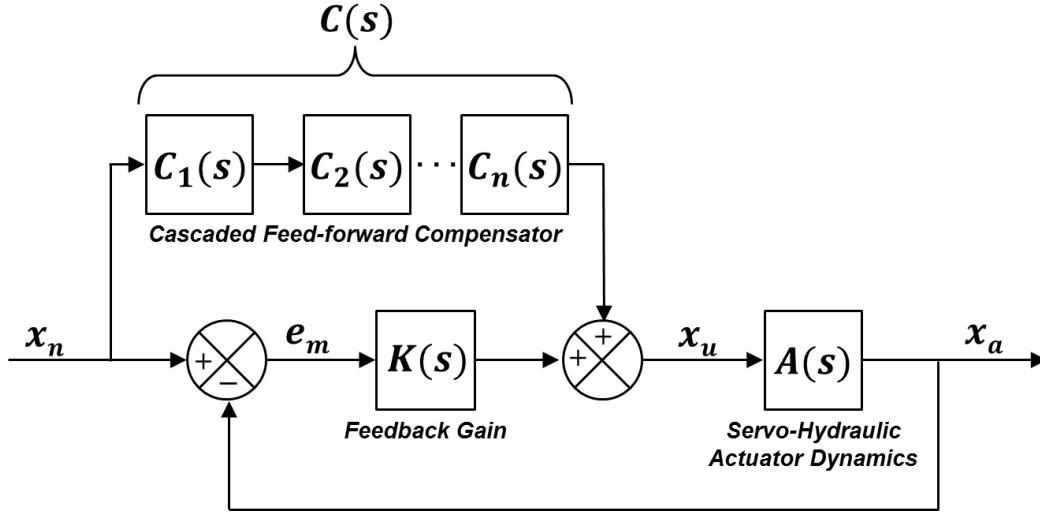 C(s)
C₁(s) C₂(s) ··· Cₙ(s)
Cascaded Feed-forward Compensator
xₙ + − eₘ K(s) + + xᵤ A(s) xₐ
Feedback Gain
Servo-Hydraulic
Actuator Dynamics